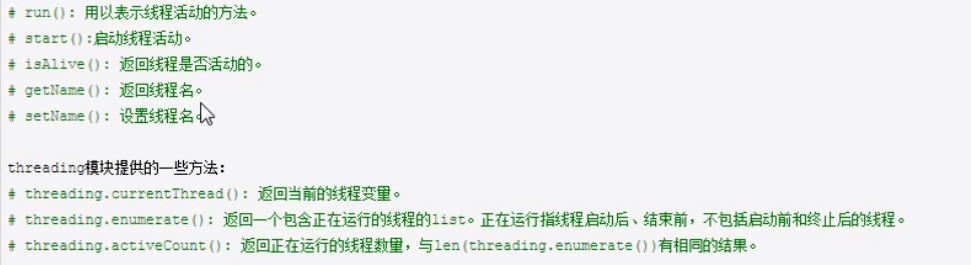 # run(): 用以表示线程活动的方法。
# start():启动线程活动。
# isAlive(): 返回线程是否活动的。
# getName(): 返回线程名。
# setName(): 设置线程名。
threading模块提供的一些方法:
# threading.currentThread(): 返回当前的线程变量。
# threading.enumerate(): 返回一个包含正在运行的线程的list。正在运行指线程启动后、结束前，不包括启动前和终止后的线程。
# threading.activeCount(): 返回正在运行的线程数量，与len(threading.enumerate())有相同的结果。